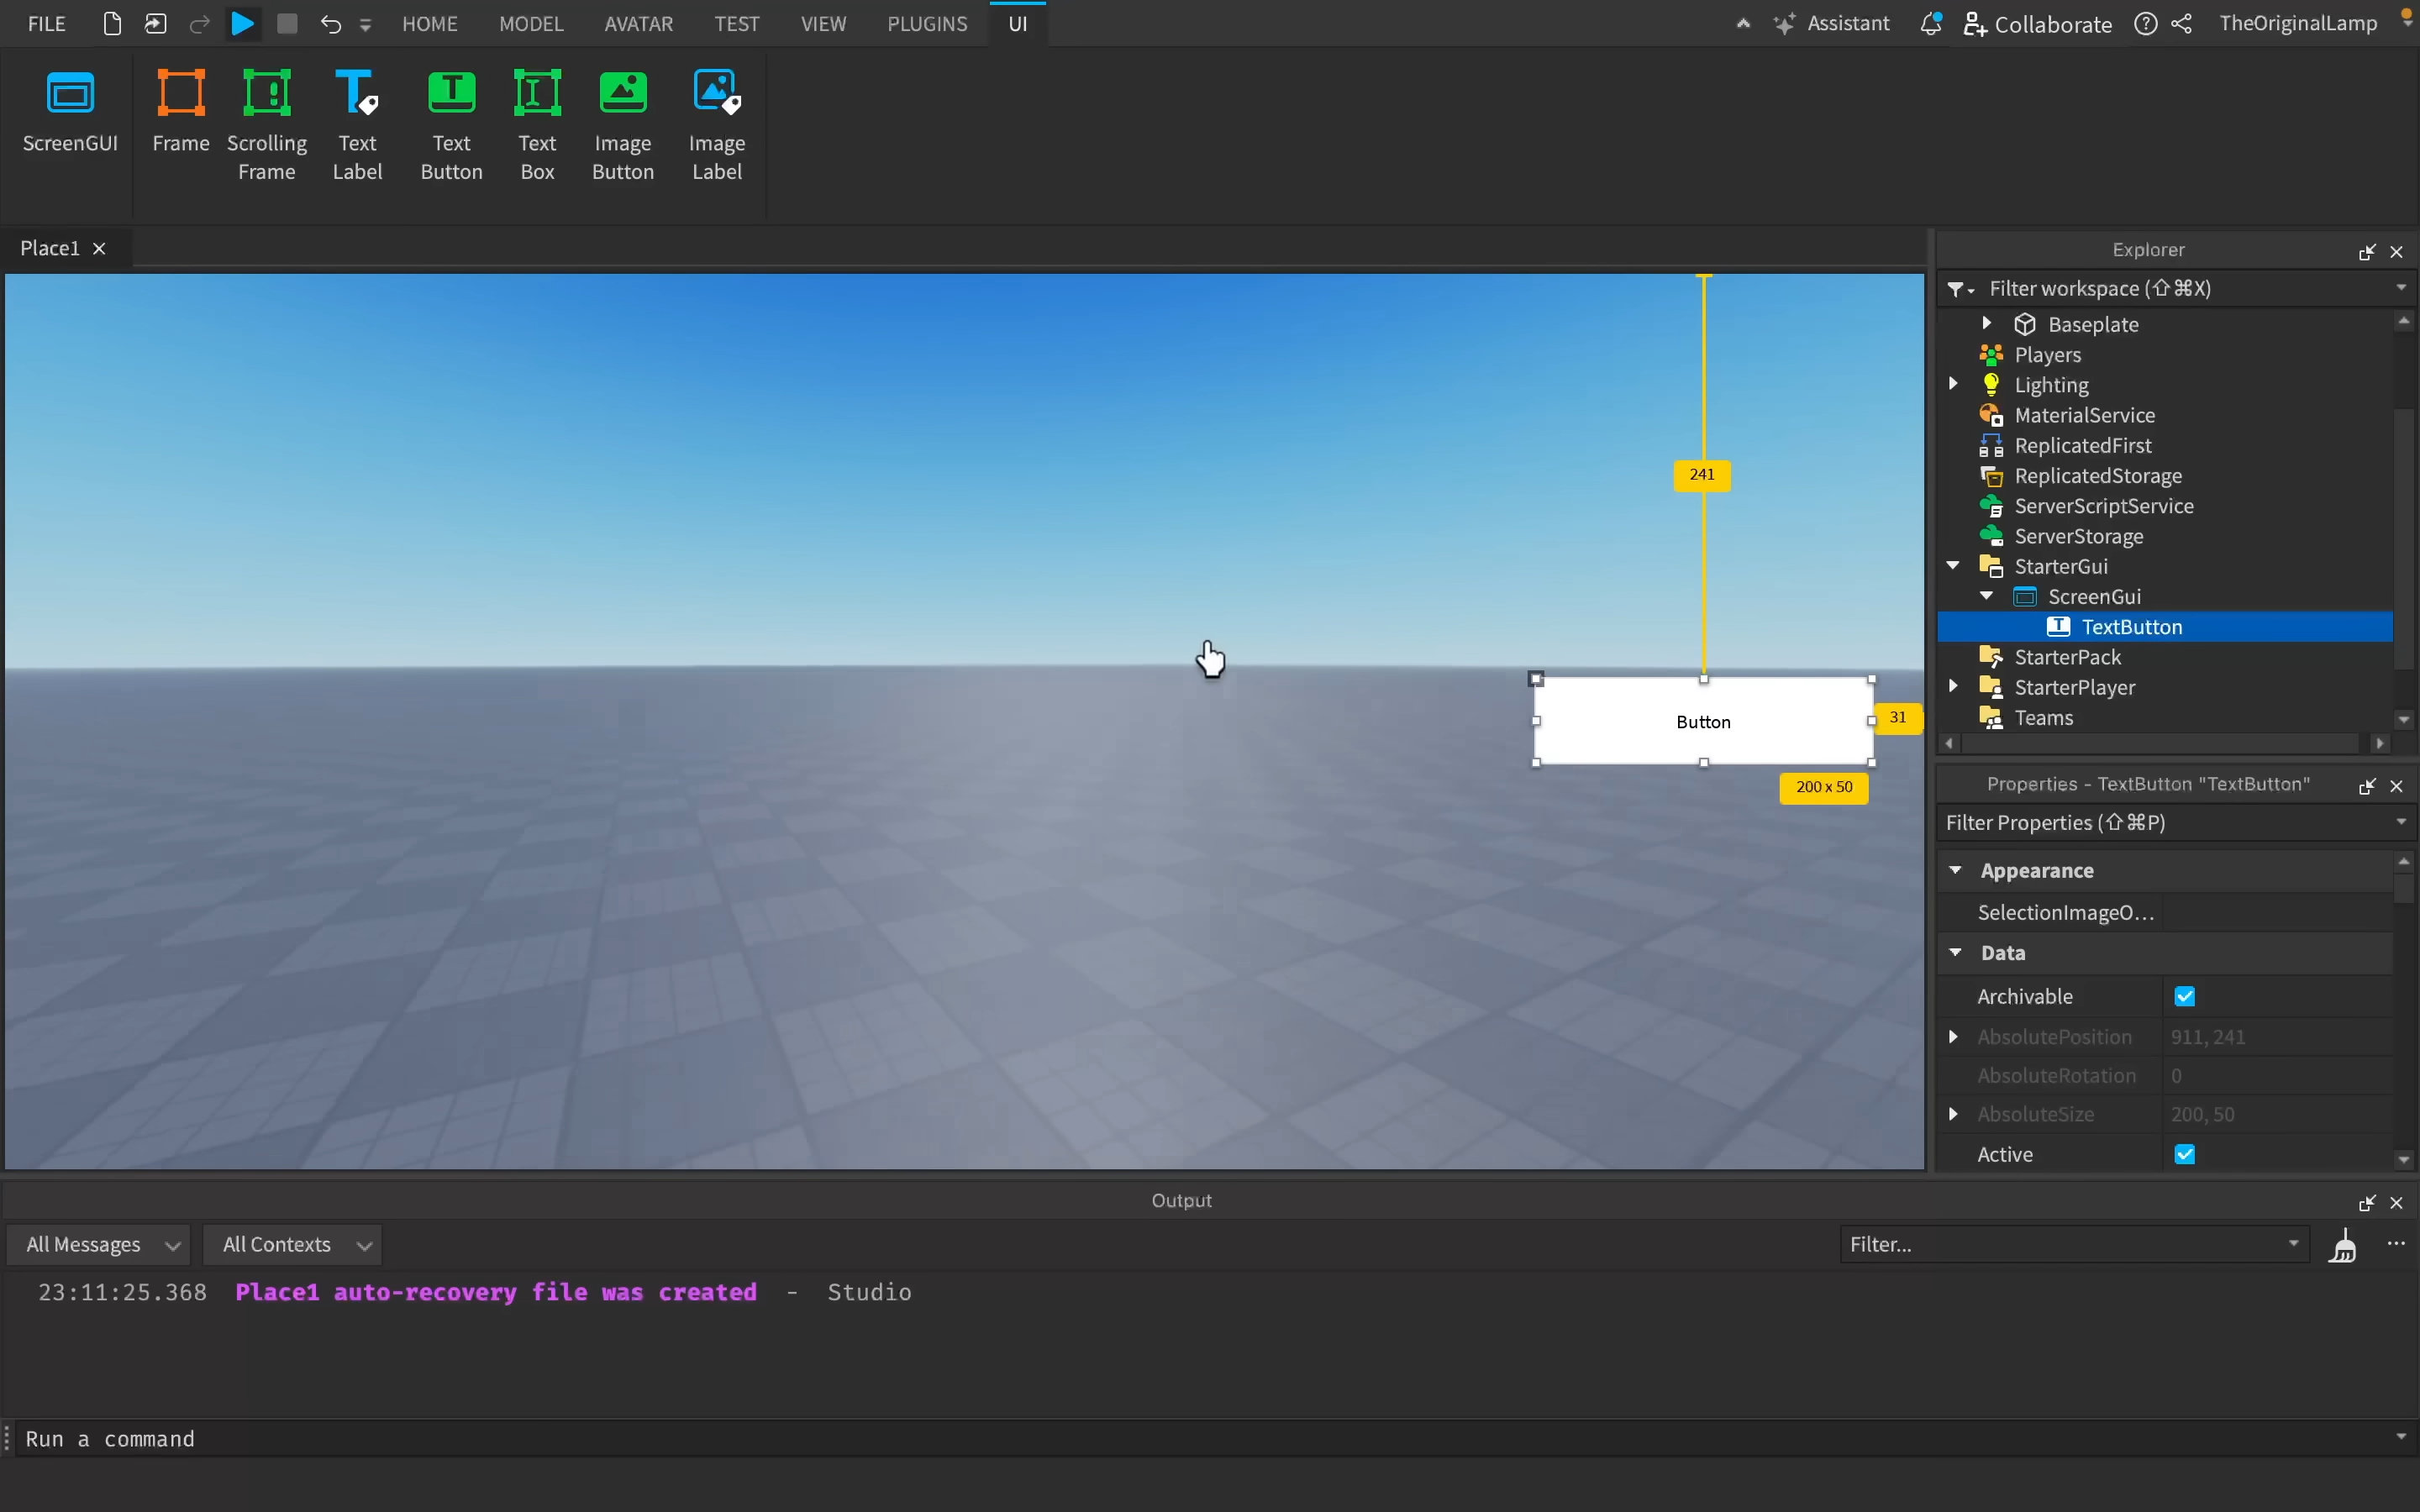 FILE
HOME
MODEL
AVATAR
TEST
VIEW
PLUGINS
UI
Assistant
Collaborate
TheOriginalLamp
ScreenGUI
Frame
Scrolling
Frame
Text
Label
Text
Button
Text
Box
Image
Button
Image
Label
Place1
241
Button
31
200 x 50
Explorer
Filter workspace (⇧⌘X)
Baseplate
Players
Lighting
MaterialService
ReplicatedFirst
ReplicatedStorage
ServerScriptService
ServerStorage
StarterGui
ScreenGui
TextButton
StarterPack
StarterPlayer
Teams
Properties - TextButton "TextButton"
Filter Properties (⇧⌘P)
Appearance
SelectionImageO...
Data
Archivable
AbsolutePosition 911, 241
AbsoluteRotation 0
AbsoluteSize 200, 50
Active
Output
All Messages
All Contexts
Filter...
23:11:25.368 Place1 auto-recovery file was created - Studio
Run a command